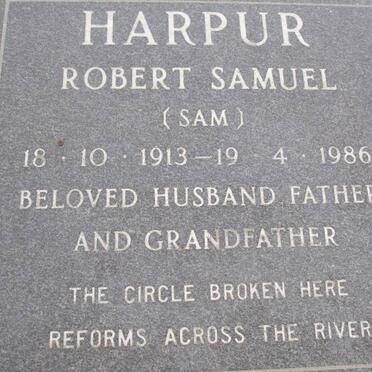 HARPUR
ROBERT SAMUEL
(SAM)
18 · 10 · 1913 – 19 · 4 · 1986
BELOVED HUSBAND FATHER
AND GRANDFATHER
THE CIRCLE BROKEN HERE
REFORMS ACROSS THE RIVER